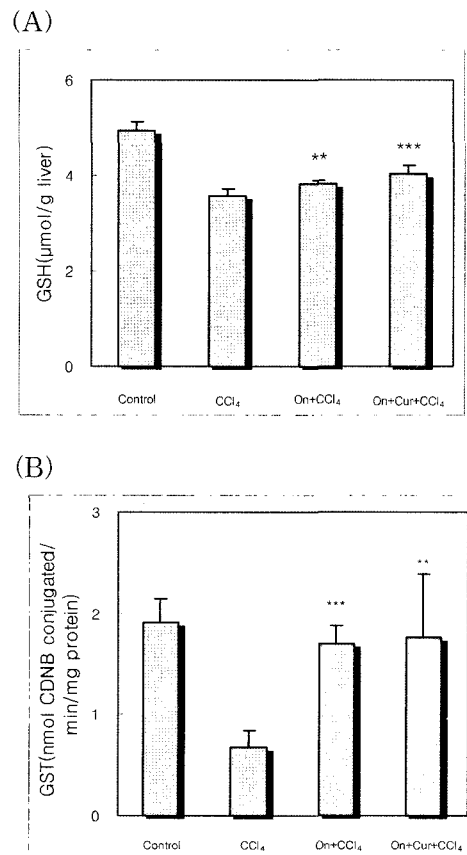 (A)
GSH(μmol/g liver)
6
4
2
0
**
***
Control
CCl₄
On+CCl₄
On+Cur+CCl₄
(B)
GST(nmol CDNB conjugated/
min/mg protein)
3
2
1
0
***
**
Control
CCl₄
On+CCl₄
On+Cur+CCl₄